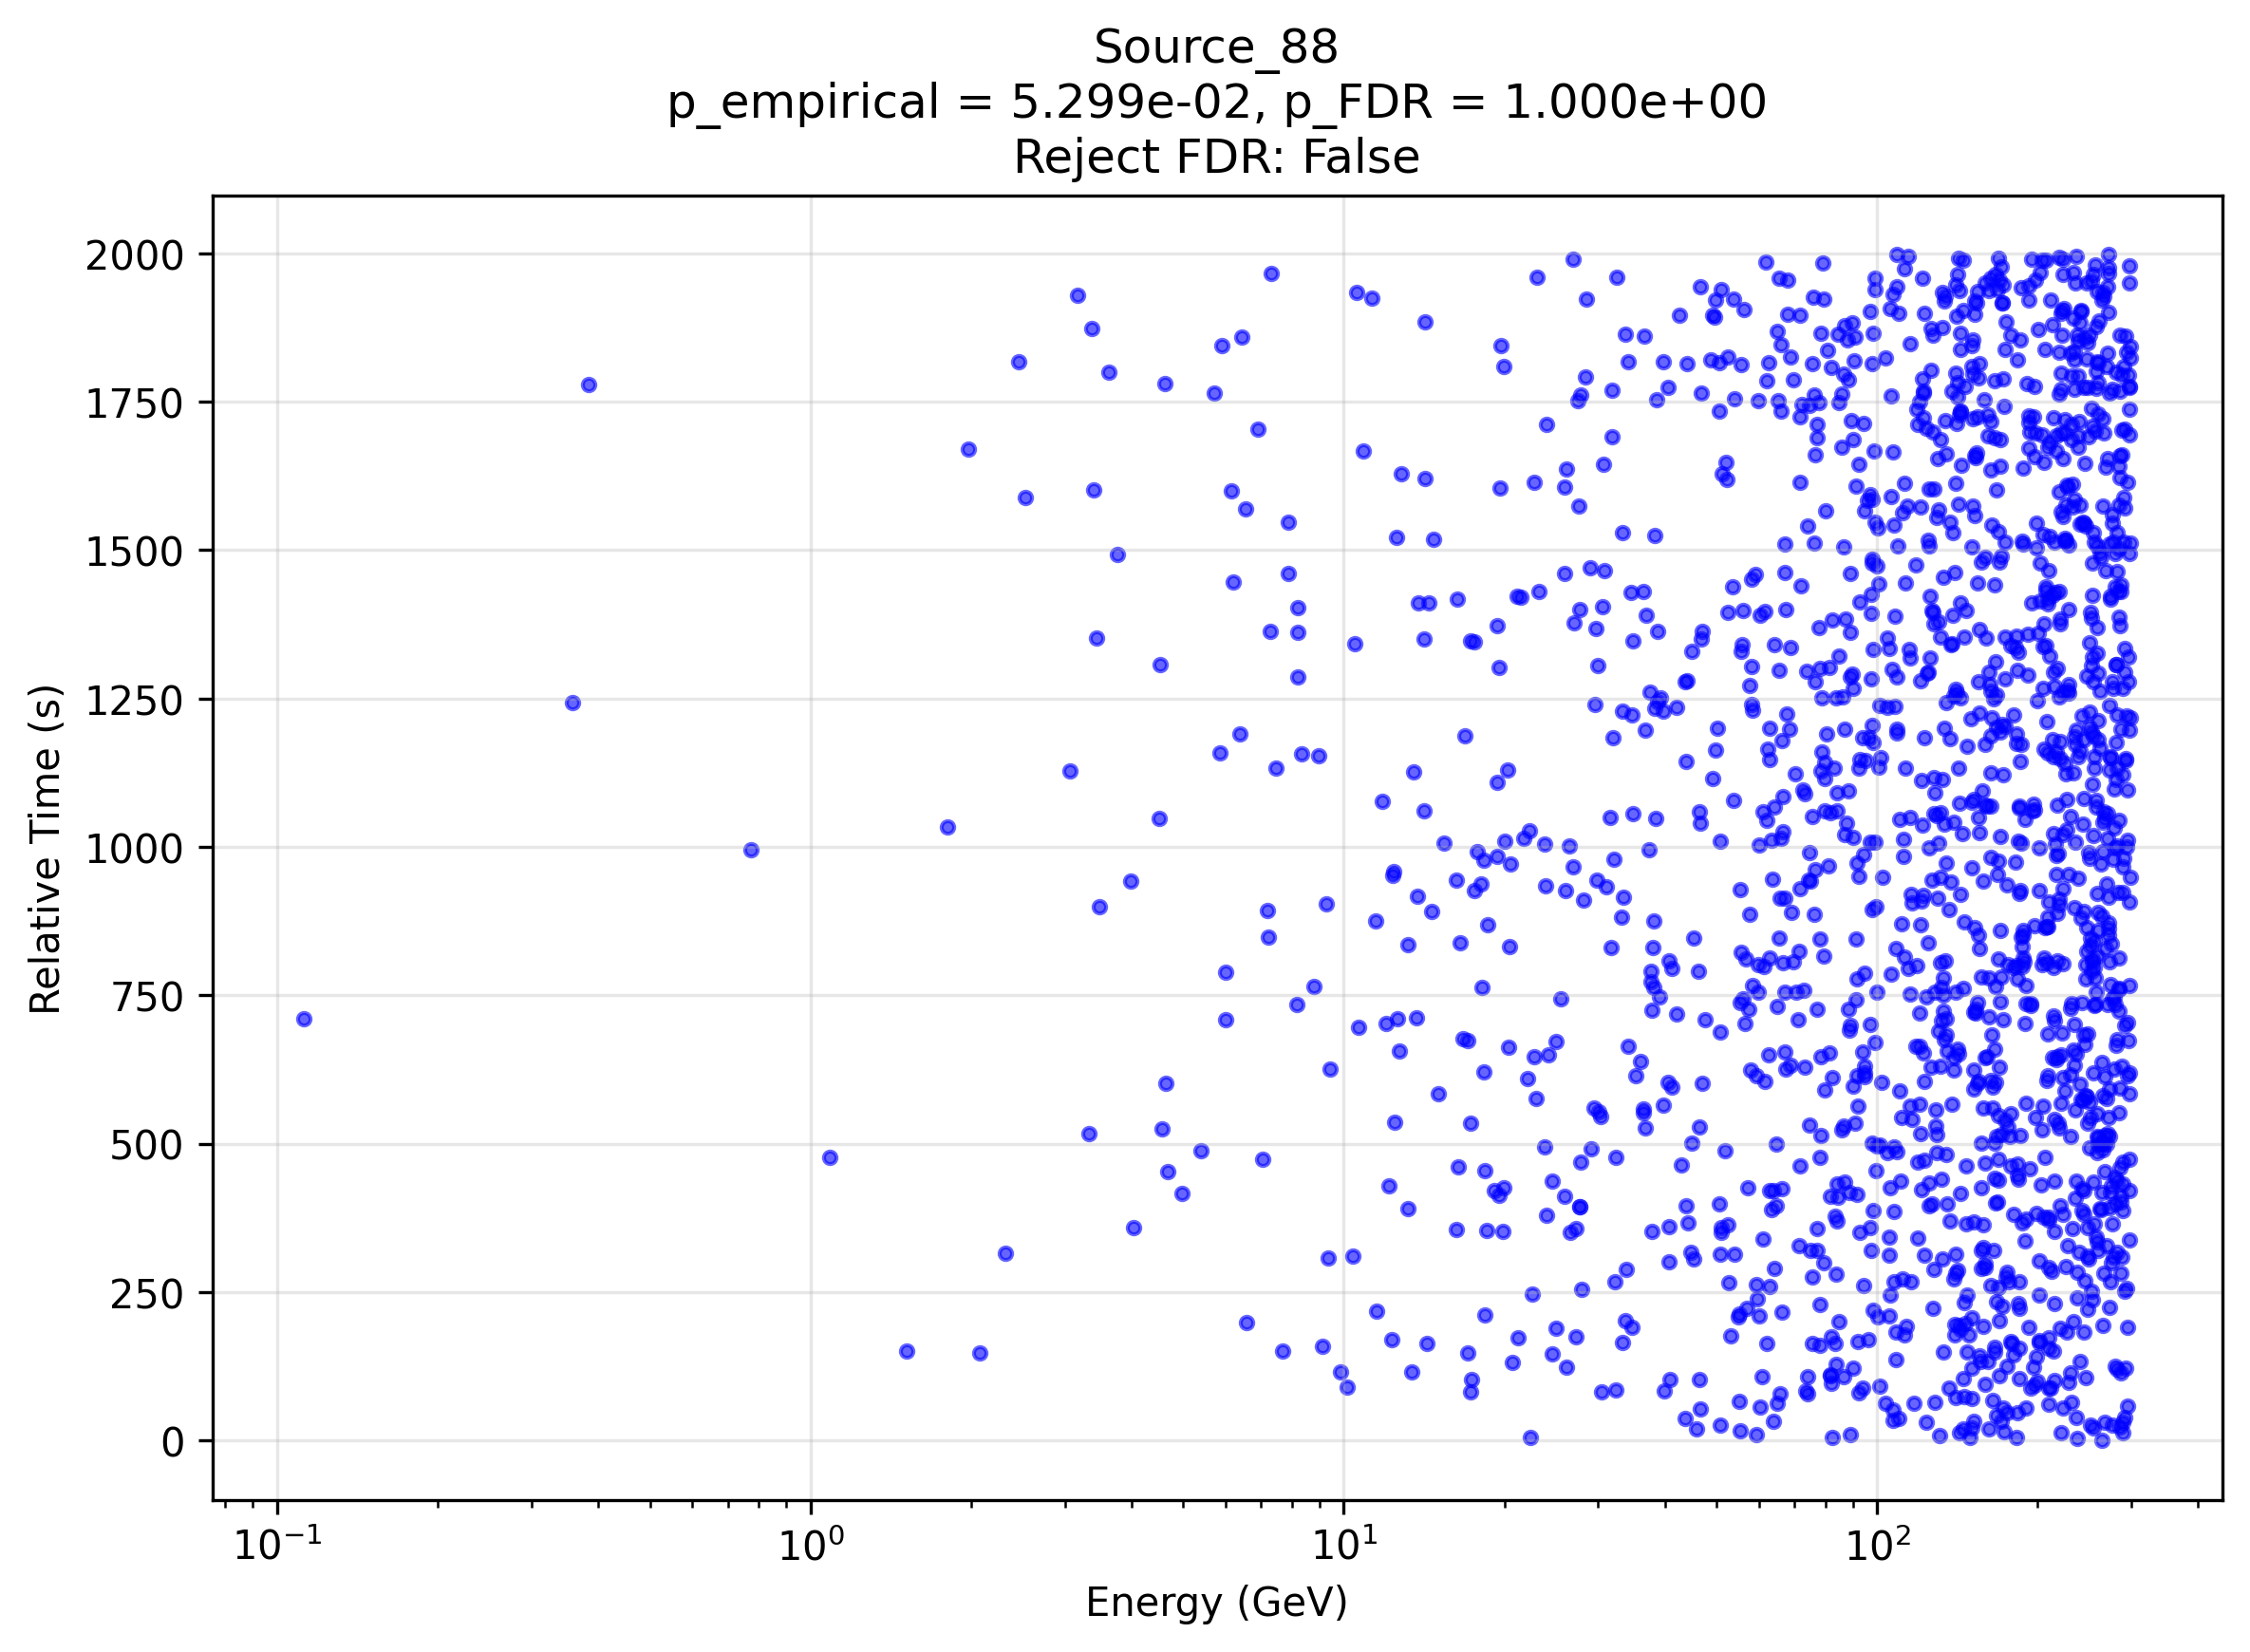 Source_88
p_empirical = 5.299e-02, p_FDR = 1.000e+00
Reject FDR: False
Relative Time (s)
2000
1750
1500
1250
1000
750
500
250
0
10⁻¹
10⁰
10¹
10²
Energy (GeV)